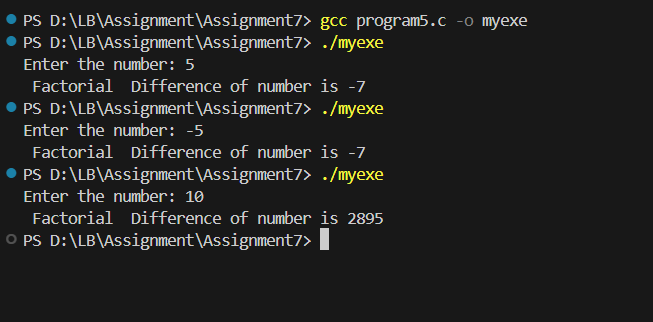 PS D:\LB\Assignment\Assignment7> gcc program5.c -o myexe
PS D:\LB\Assignment\Assignment7> ./myexe
Enter the number: 5
 Factorial  Difference of number is -7
PS D:\LB\Assignment\Assignment7> ./myexe
Enter the number: -5
 Factorial  Difference of number is -7
PS D:\LB\Assignment\Assignment7> ./myexe
Enter the number: 10
 Factorial  Difference of number is 2895
PS D:\LB\Assignment\Assignment7>